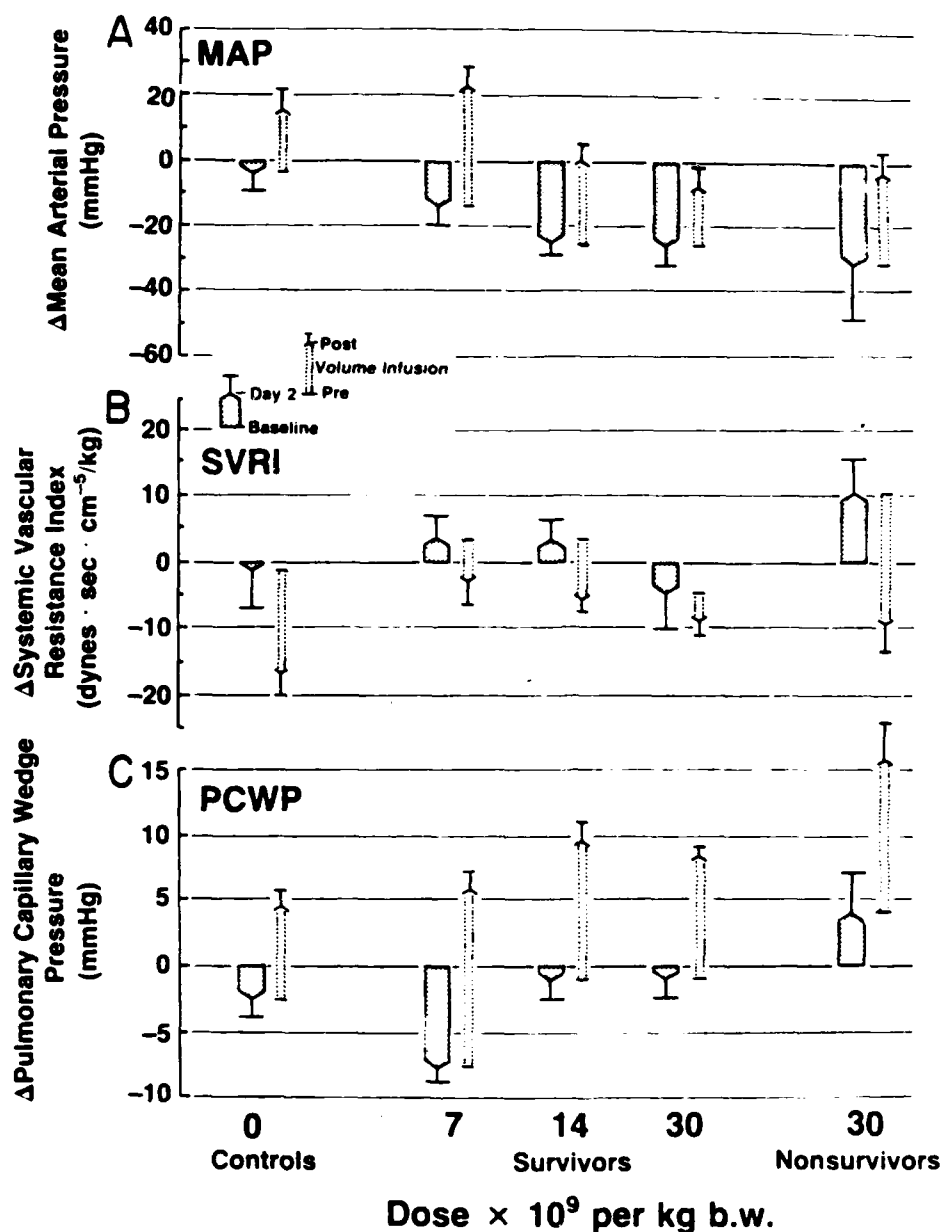 A
MAP
ΔMean Arterial Pressure
(mmHg)
40
20
0
−20
−40
−60
Post
Volume Infusion
Pre
Day 2
Baseline
B
SVRI
ΔSystemic Vascular
Resistance Index
(dynes · sec · cm⁻⁵/kg)
20
10
0
−10
−20
C
PCWP
ΔPulmonary Capillary Wedge
Pressure
(mmHg)
15
10
5
0
−5
−10
0 7 14 30 30
Controls Survivors Nonsurvivors
Dose × 10⁹ per kg b.w.